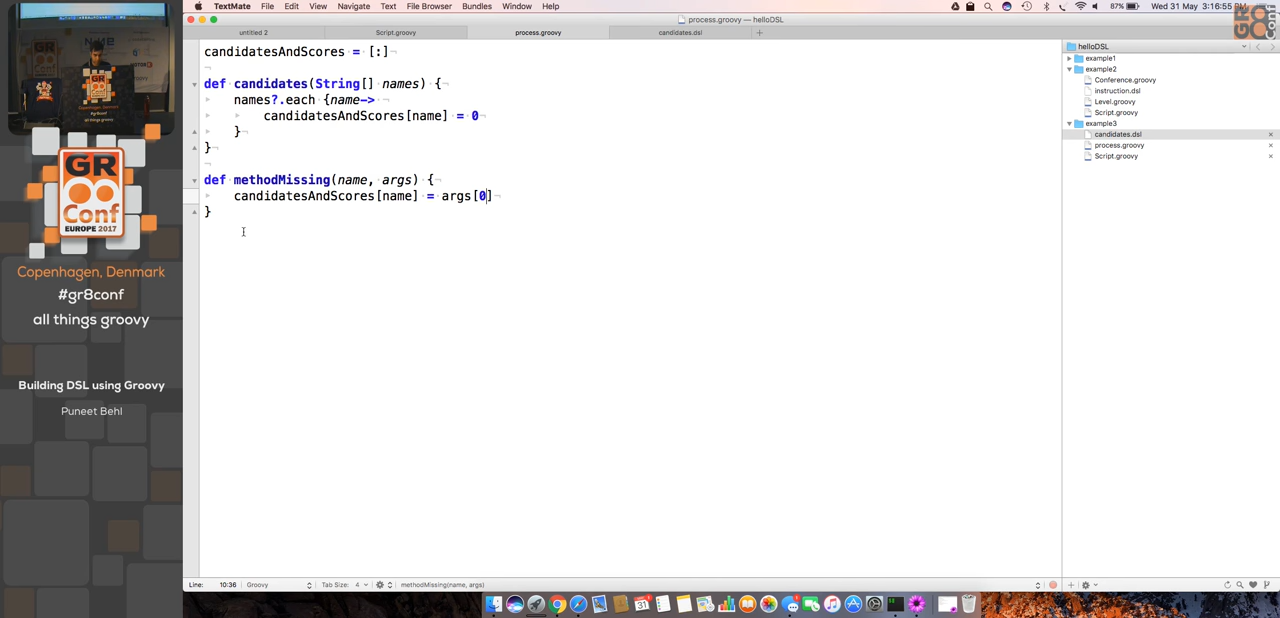 TextMate File Edit View Navigate Text File Browser Bundles Window Help
87% Wed 31 May 3:16:55
process.groovy — helloDSL
untitled 2
Script.groovy
process.groovy
candidates.dsl
candidatesAndScores = [:]
def candidates(String[] names) {
names?.each {name->
candidatesAndScores[name] = 0
}
}
def methodMissing(name, args) {
candidatesAndScores[name] = args[0]
}
helloDSL
example1
example2
Conference.groovy
instruction.dsl
Level.groovy
Script.groovy
example3
candidates.dsl
process.groovy
Script.groovy
GR
Conf
EUROPE 2017
Copenhagen, Denmark
#gr8conf
all things groovy
Building DSL using Groovy
Puneet Behl
Line: 10:36 Groovy Tab Size: 4 methodMissing(name, args)